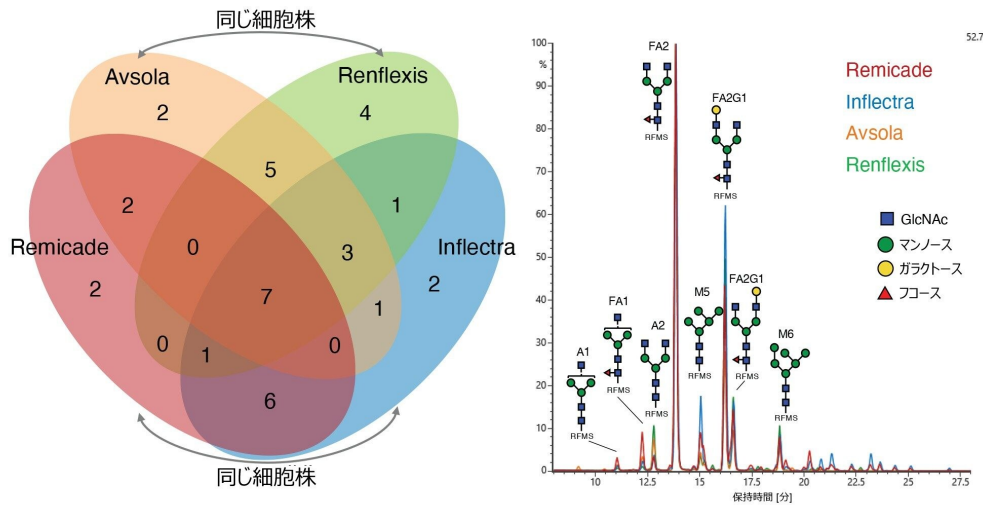 同じ細胞株
Avsola
Renflexis
2
4
5
2
1
Remicade
0
3
Inflectra
2
7
2
0
1
0
1
6
同じ細胞株
52.7
100
%
90
80
70
60
50
40
30
20
10
0
10
12.5
15
17.5
20
22.5
25
27.5
保持時間 [分]
FA2
RFMS
FA2G1
RFMS
Remicade
Inflectra
Avsola
Renflexis
GlcNAc
マンノース
ガラクトース
フコース
A1
RFMS
FA1
RFMS
A2
RFMS
M5
RFMS
FA2G1
RFMS
M6
RFMS